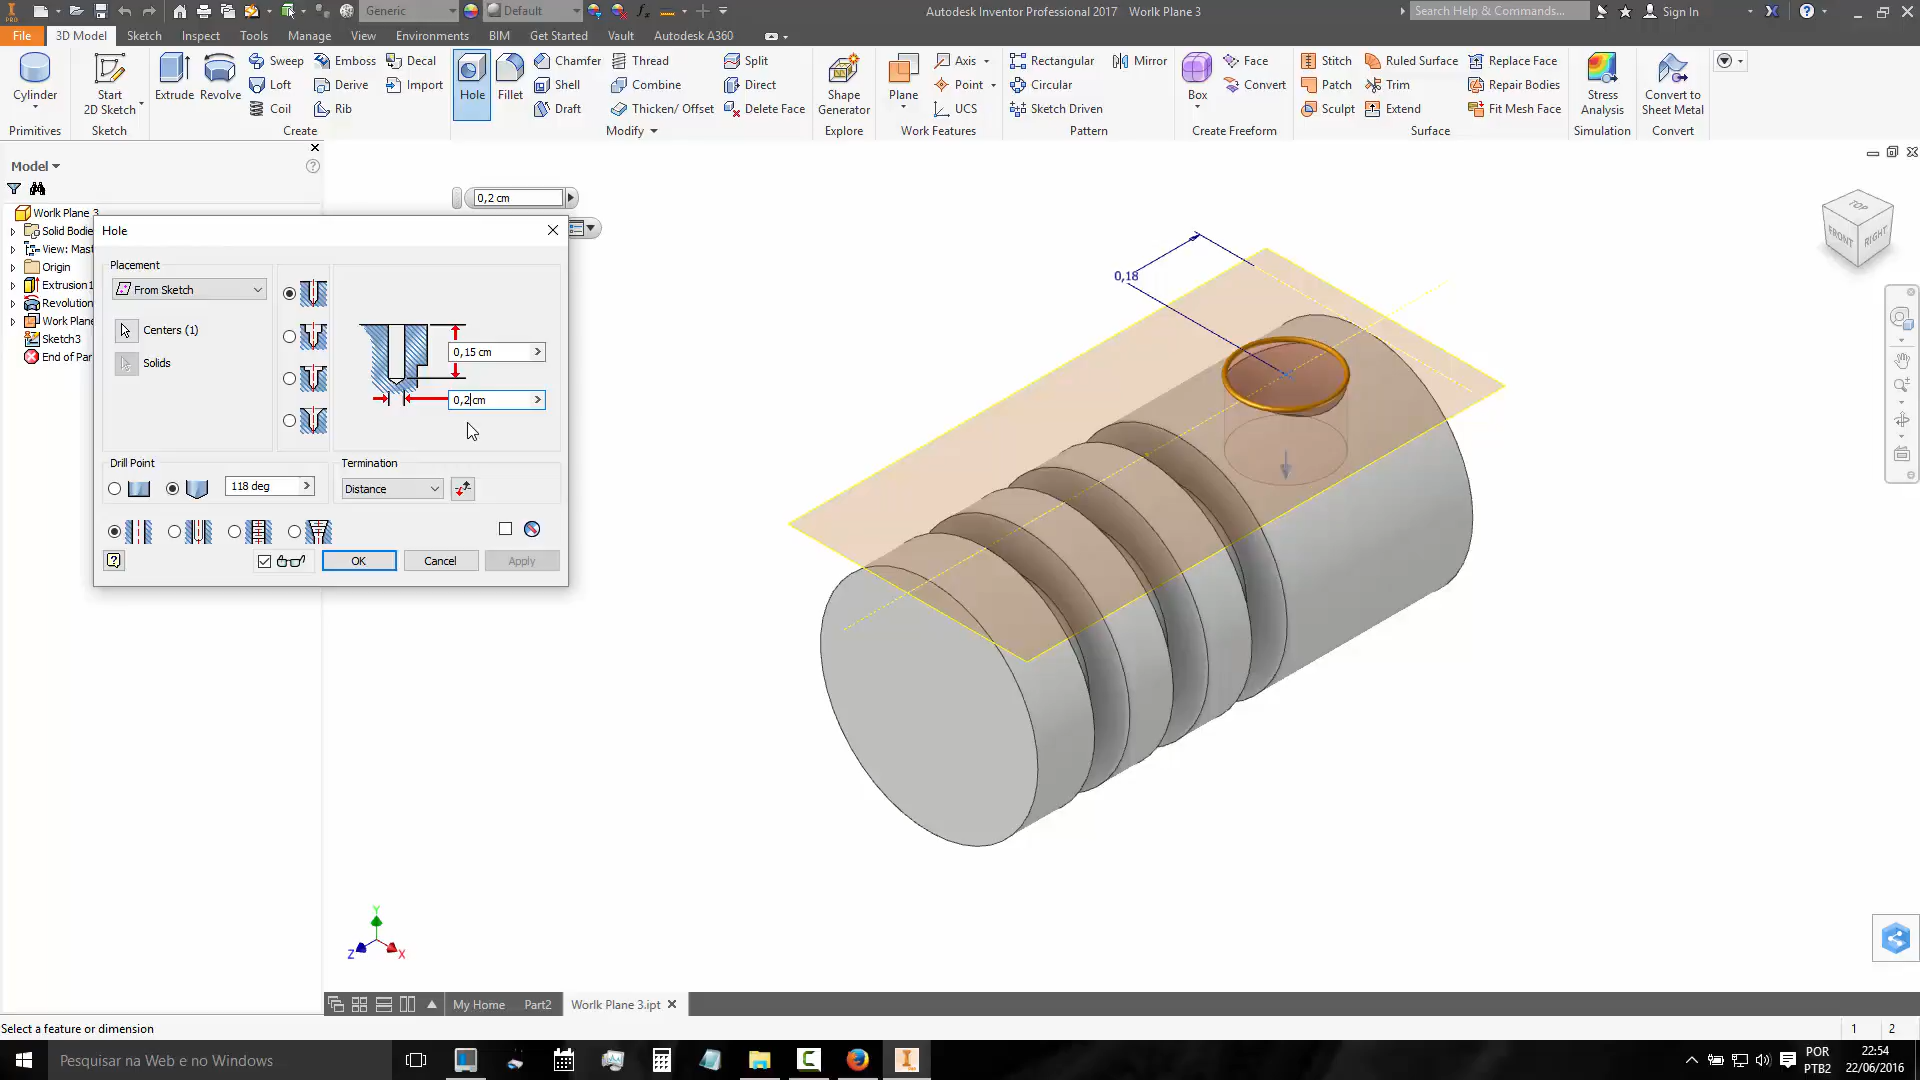 PRO
Generic
Default
Autodesk Inventor Professional 2017 Worlk Plane 3
Search Help & Commands...
Sign In
File
3D Model
Sketch
Inspect
Tools
Manage
View
Environments
BIM
Get Started
Vault
Autodesk A360
Cylinder
Primitives
Start
2D Sketch
Sketch
Extrude
Revolve
Sweep
Emboss
Decal
Loft
Derive
Import
Coil
Rib
Create
Hole
Fillet
Chamfer
Thread
Split
Shell
Combine
Direct
Draft
Thicken/ Offset
Delete Face
Modify
Shape
Generator
Explore
Plane
Axis
Point
UCS
Work Features
Rectangular
Mirror
Circular
Sketch Driven
Pattern
Box
Face
Convert
Create Freeform
Stitch
Ruled Surface
Replace Face
Patch
Trim
Repair Bodies
Sculpt
Extend
Fit Mesh Face
Surface
Stress
Analysis
Simulation
Convert to
Sheet Metal
Convert
Model
Worlk Plane 3
Solid Bodie
View: Mast
Origin
Extrusion1
Revolution
Work Plane
Sketch3
End of Par
0,2 cm
Hole
Placement
From Sketch
Centers (1)
Solids
0,15 cm
0,2 cm
Drill Point
118 deg
Termination
Distance
OK
Cancel
Apply
0,18
TOP
FRONT
RIGHT
Y
Z
X
My Home
Part2
Worlk Plane 3.ipt
Select a feature or dimension
1
2
Pesquisar na Web e no Windows
POR
PTB2
22:54
22/06/2016